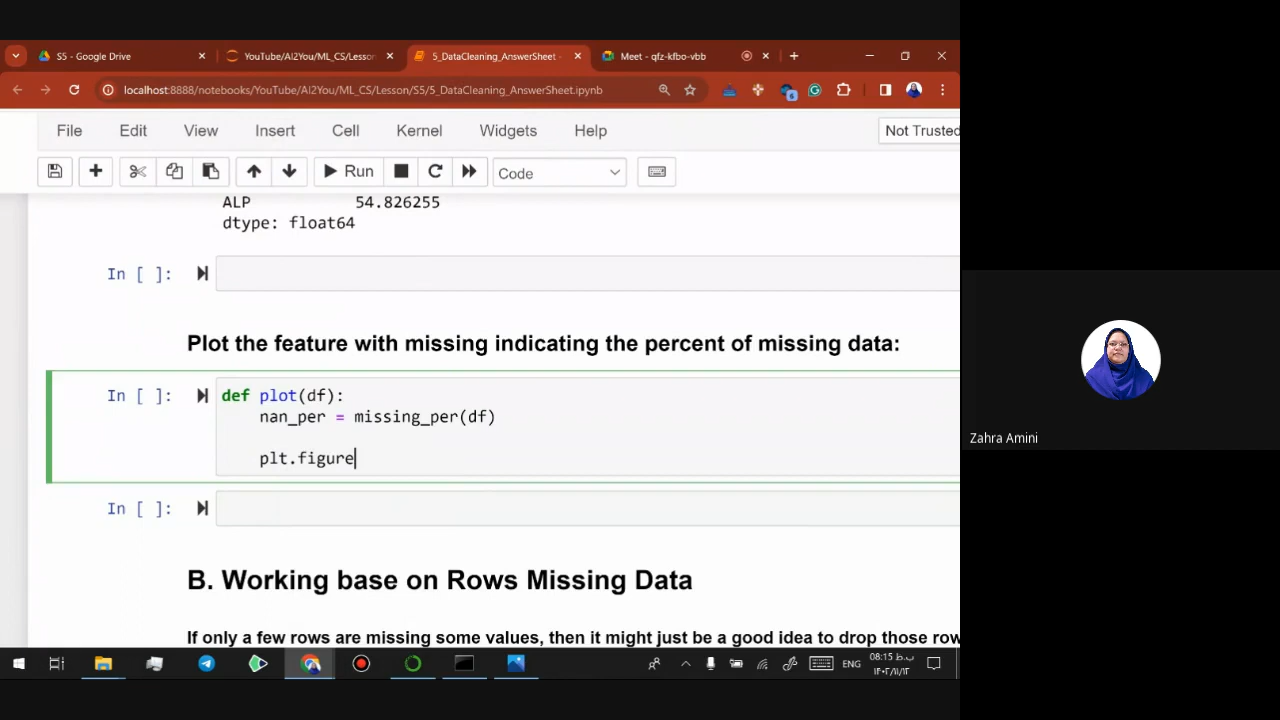 S5 - Google Drive
YouTube/AI2You/ML_CS/Lesson
5_DataCleaning_AnswerSheet -
Meet - qfz-kfbo-vbb
localhost:8888/notebooks/YouTube/AI2You/ML_CS/Lesson/S5/5_DataCleaning_AnswerSheet.ipynb
6
File Edit View Insert Cell Kernel Widgets Help Not Trusted
Run Code
ALP 54.826255
dtype: float64
In [ ]:
Plot the feature with missing indicating the percent of missing data:
In [ ]: def plot(df):
nan_per = missing_per(df)
plt.figure
Zahra Amini
In [ ]:
B. Working base on Rows Missing Data
If only a few rows are missing some values, then it might just be a good idea to drop those row
ENG
08:15 ب.ظ
۱۴۰۲/۱۱/۱۲